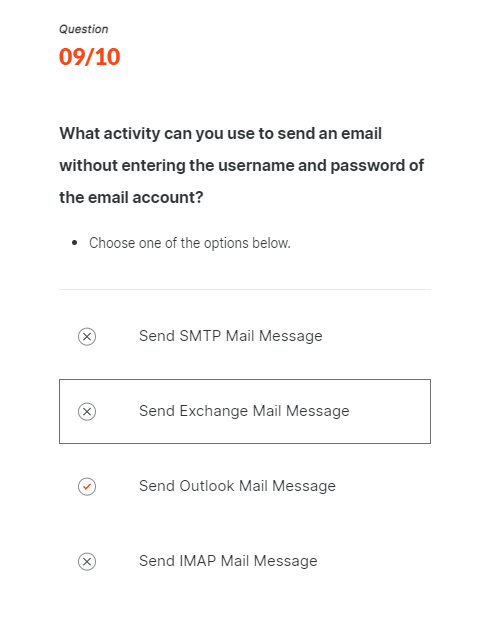 Question
09/10
What activity can you use to send an email
without entering the username and password of
the email account?
• Choose one of the options below.
Send SMTP Mail Message
Send Exchange Mail Message
Send Outlook Mail Message
Send IMAP Mail Message